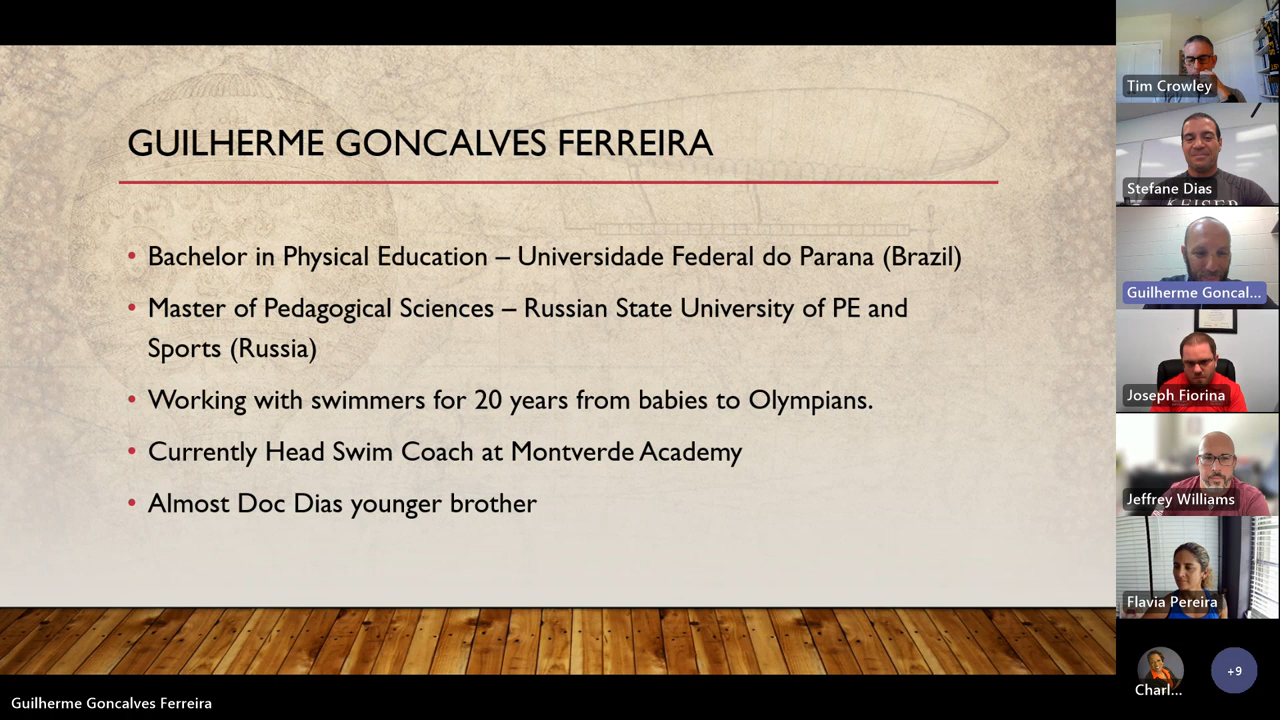 GUILHERME GONCALVES FERREIRA
• Bachelor in Physical Education – Universidade Federal do Parana (Brazil)
• Master of Pedagogical Sciences – Russian State University of PE and
Sports (Russia)
• Working with swimmers for 20 years from babies to Olympians.
• Currently Head Swim Coach at Montverde Academy
• Almost Doc Dias younger brother
Guilherme Goncalves Ferreira
Tim Crowley
Stefane Dias
KEISER
Guilherme Goncal...
Joseph Fiorina
Jeffrey Williams
Flavia Pereira
Charl...
+9